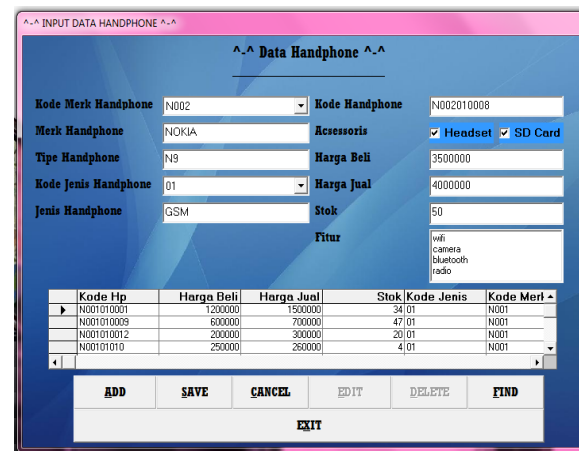 ^-^ INPUT DATA HANDPHONE ^-^
^-^ Data Handphone ^-^
Kode Merk Handphone N002 Kode Handphone N002010008
Merk Handphone NOKIA Acsessoris Headset SD Card
Tipe Handphone N9 Harga Beli 3500000
Kode Jenis Handphone 01 Harga Jual 4000000
Jenis Handphone GSM Stok 50
Fitur wifi
camera
bluetooth
radio
Kode Hp Harga Beli Harga Jual Stok Kode Jenis Kode Merk
N001010001 1200000 1500000 34 01 N001
N001010009 600000 700000 47 01 N001
N001010012 200000 300000 20 01 N001
N00101010 250000 260000 4 01 N001
ADD SAVE CANCEL EDIT DELETE FIND
EXIT